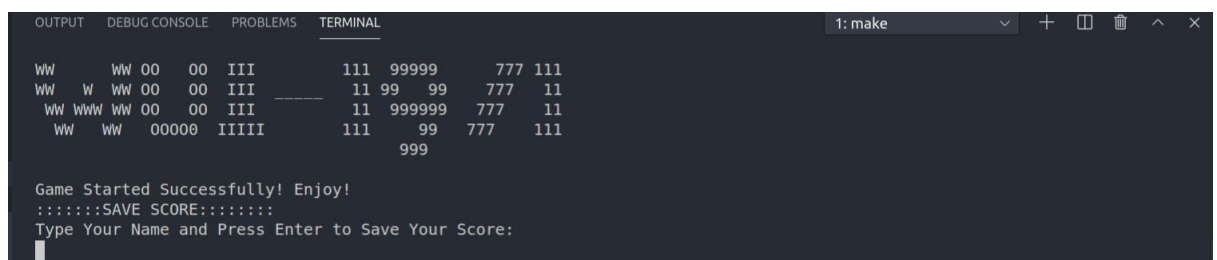 OUTPUT DEBUG CONSOLE PROBLEMS TERMINAL 1: make
WW      WW OO   OO  III         111  99999      777 111
WW   W  WW OO   OO  III  _____   11 99   99    777   11
 WW WWW WW OO   OO  III          11  999999   777    11
  WW   WW   OOOOO  IIIII        111     99   777    111
                                      999
Game Started Successfully! Enjoy!
:::::::SAVE SCORE::::::::
Type Your Name and Press Enter to Save Your Score: